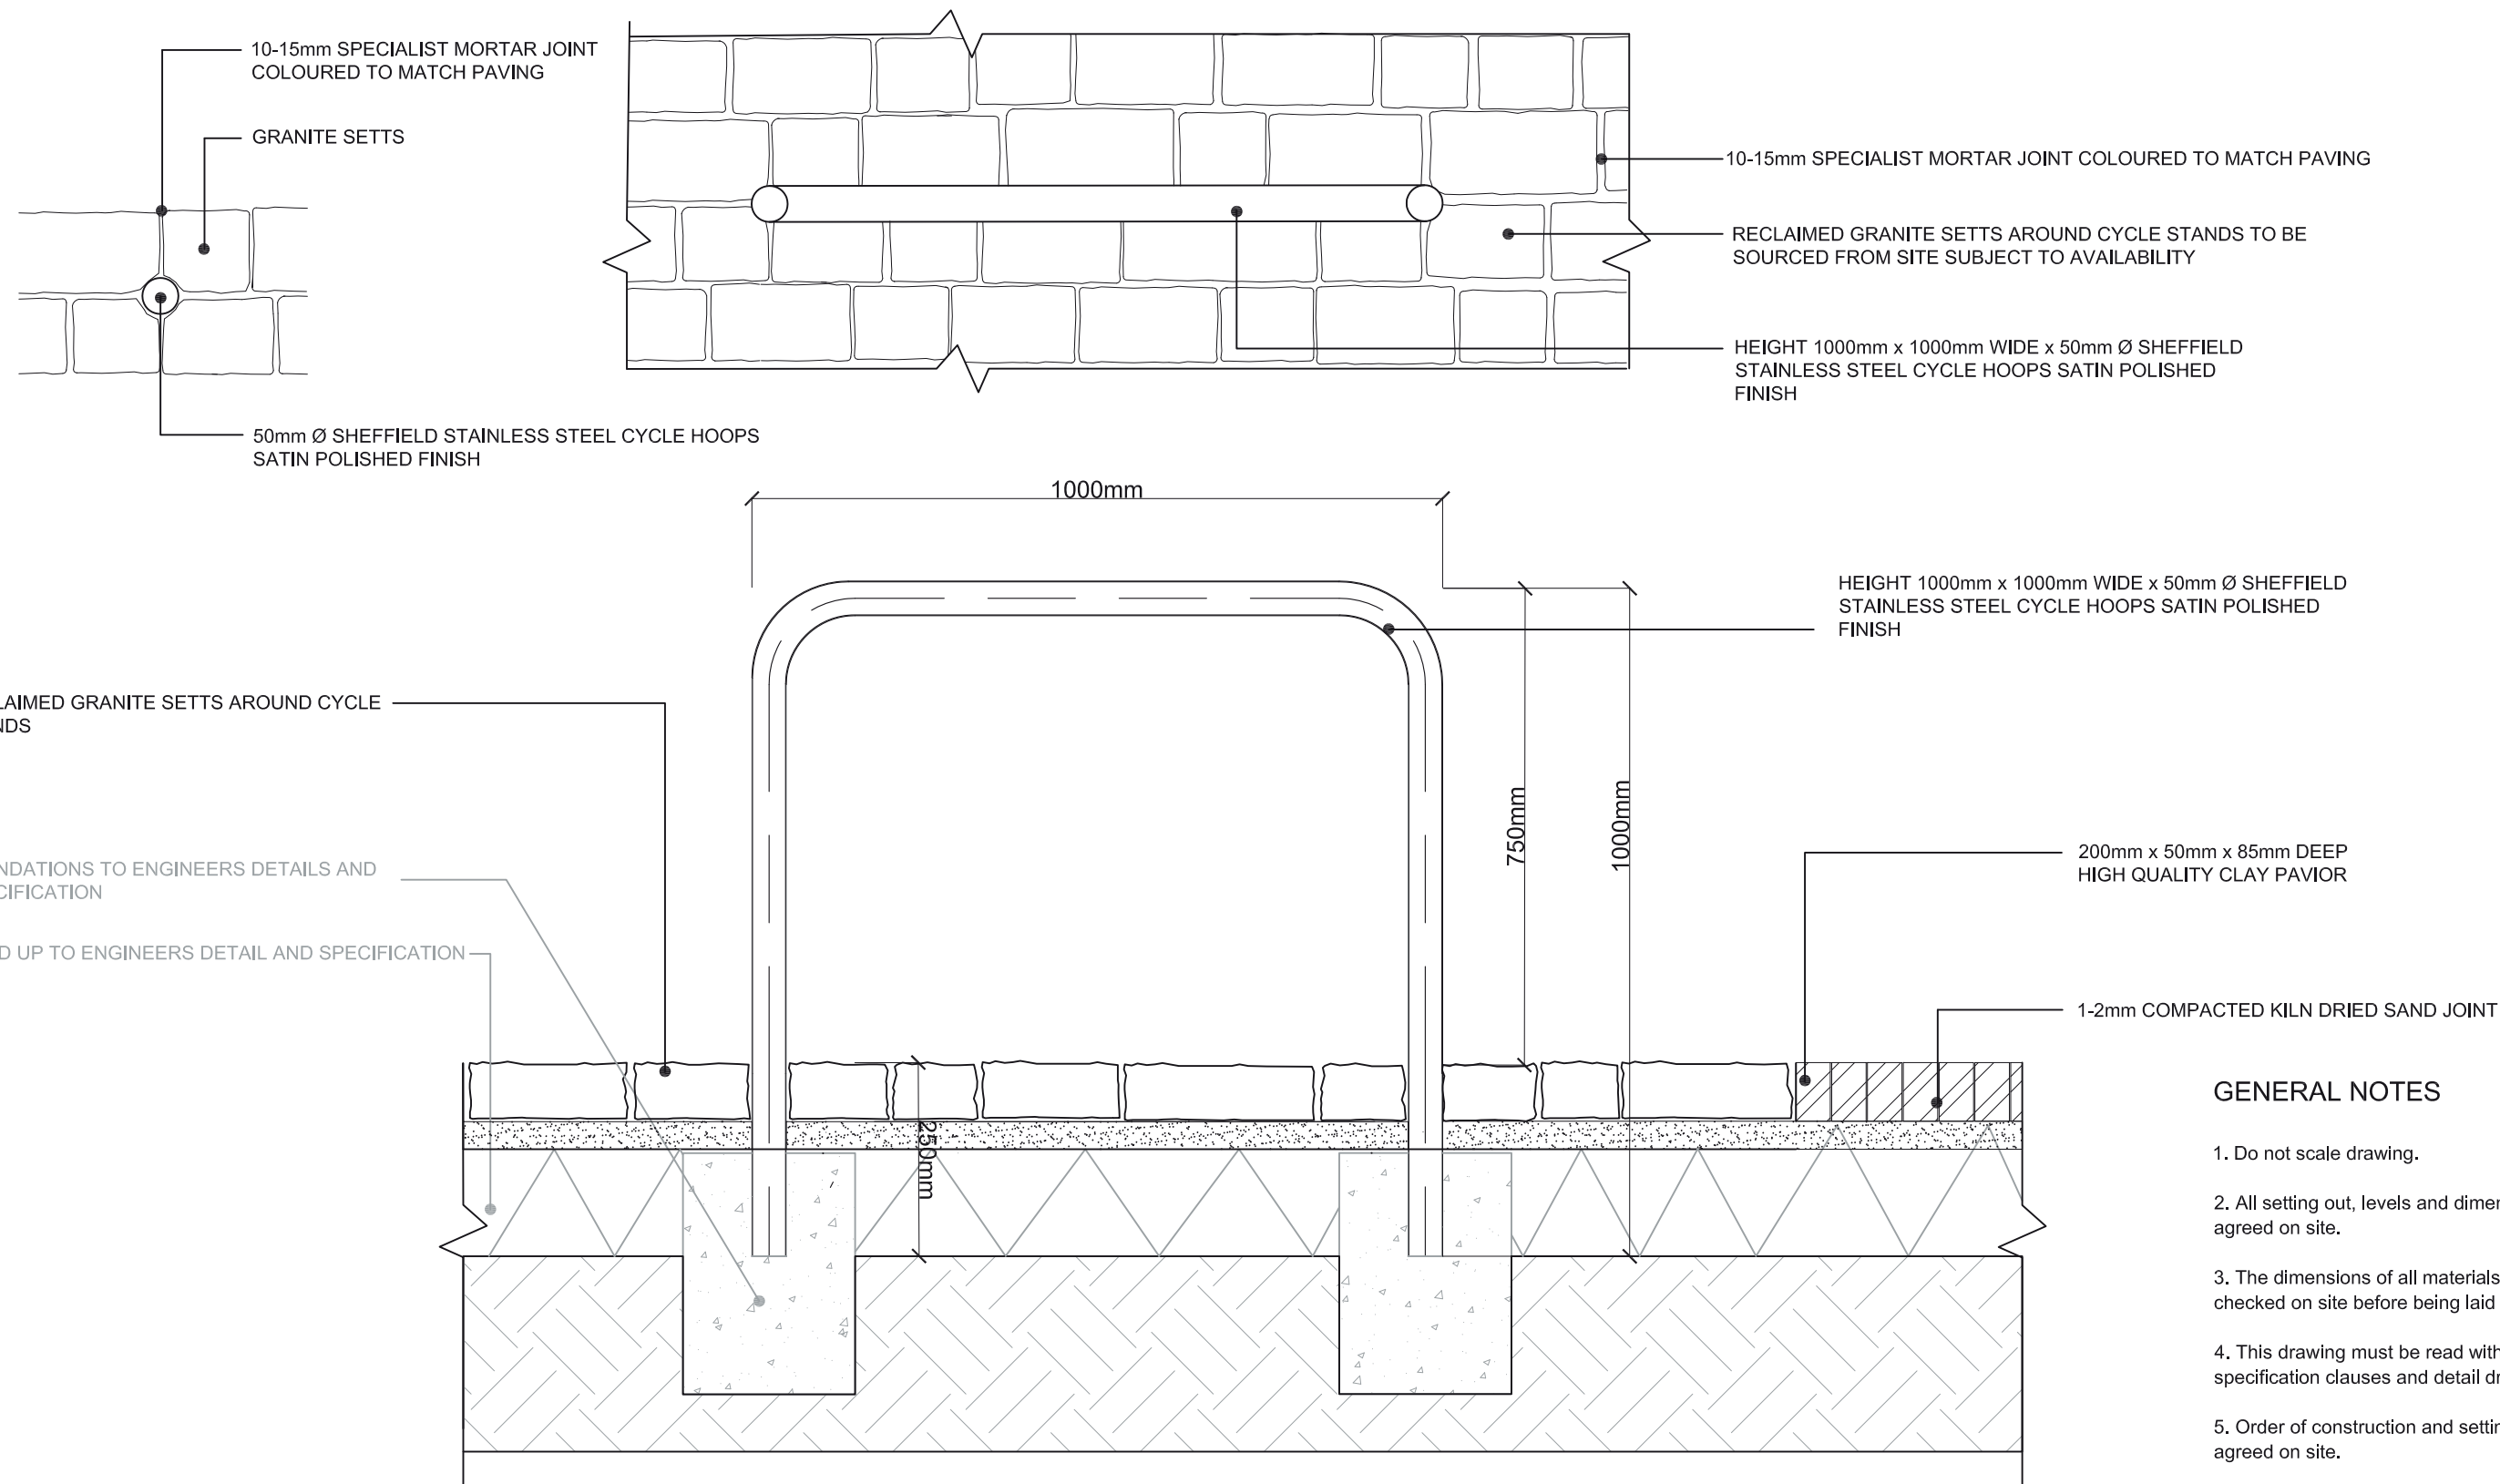 10-15mm SPECIALIST MORTAR JOINT
COLOURED TO MATCH PAVING
GRANITE SETTS
50mm Ø SHEFFIELD STAINLESS STEEL CYCLE HOOPS
SATIN POLISHED FINISH
10-15mm SPECIALIST MORTAR JOINT COLOURED TO MATCH PAVING
RECLAIMED GRANITE SETTS AROUND CYCLE STANDS TO BE
SOURCED FROM SITE SUBJECT TO AVAILABILITY
HEIGHT 1000mm x 1000mm WIDE x 50mm Ø SHEFFIELD
STAINLESS STEEL CYCLE HOOPS SATIN POLISHED
FINISH
1000mm
HEIGHT 1000mm x 1000mm WIDE x 50mm Ø SHEFFIELD
STAINLESS STEEL CYCLE HOOPS SATIN POLISHED
FINISH
LAIMED GRANITE SETTS AROUND CYCLE
NDS
NDATIONS TO ENGINEERS DETAILS AND
CIFICATION
D UP TO ENGINEERS DETAIL AND SPECIFICATION
750mm
1000mm
250mm
200mm x 50mm x 85mm DEEP
HIGH QUALITY CLAY PAVIOR
1-2mm COMPACTED KILN DRIED SAND JOINT
GENERAL NOTES
1. Do not scale drawing.
2. All setting out, levels and dimen
agreed on site.
3. The dimensions of all materials
checked on site before being laid
4. This drawing must be read with
specification clauses and detail dr
5. Order of construction and settin
agreed on site.